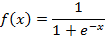 f(x) = 1 / (1 + e^{-x})